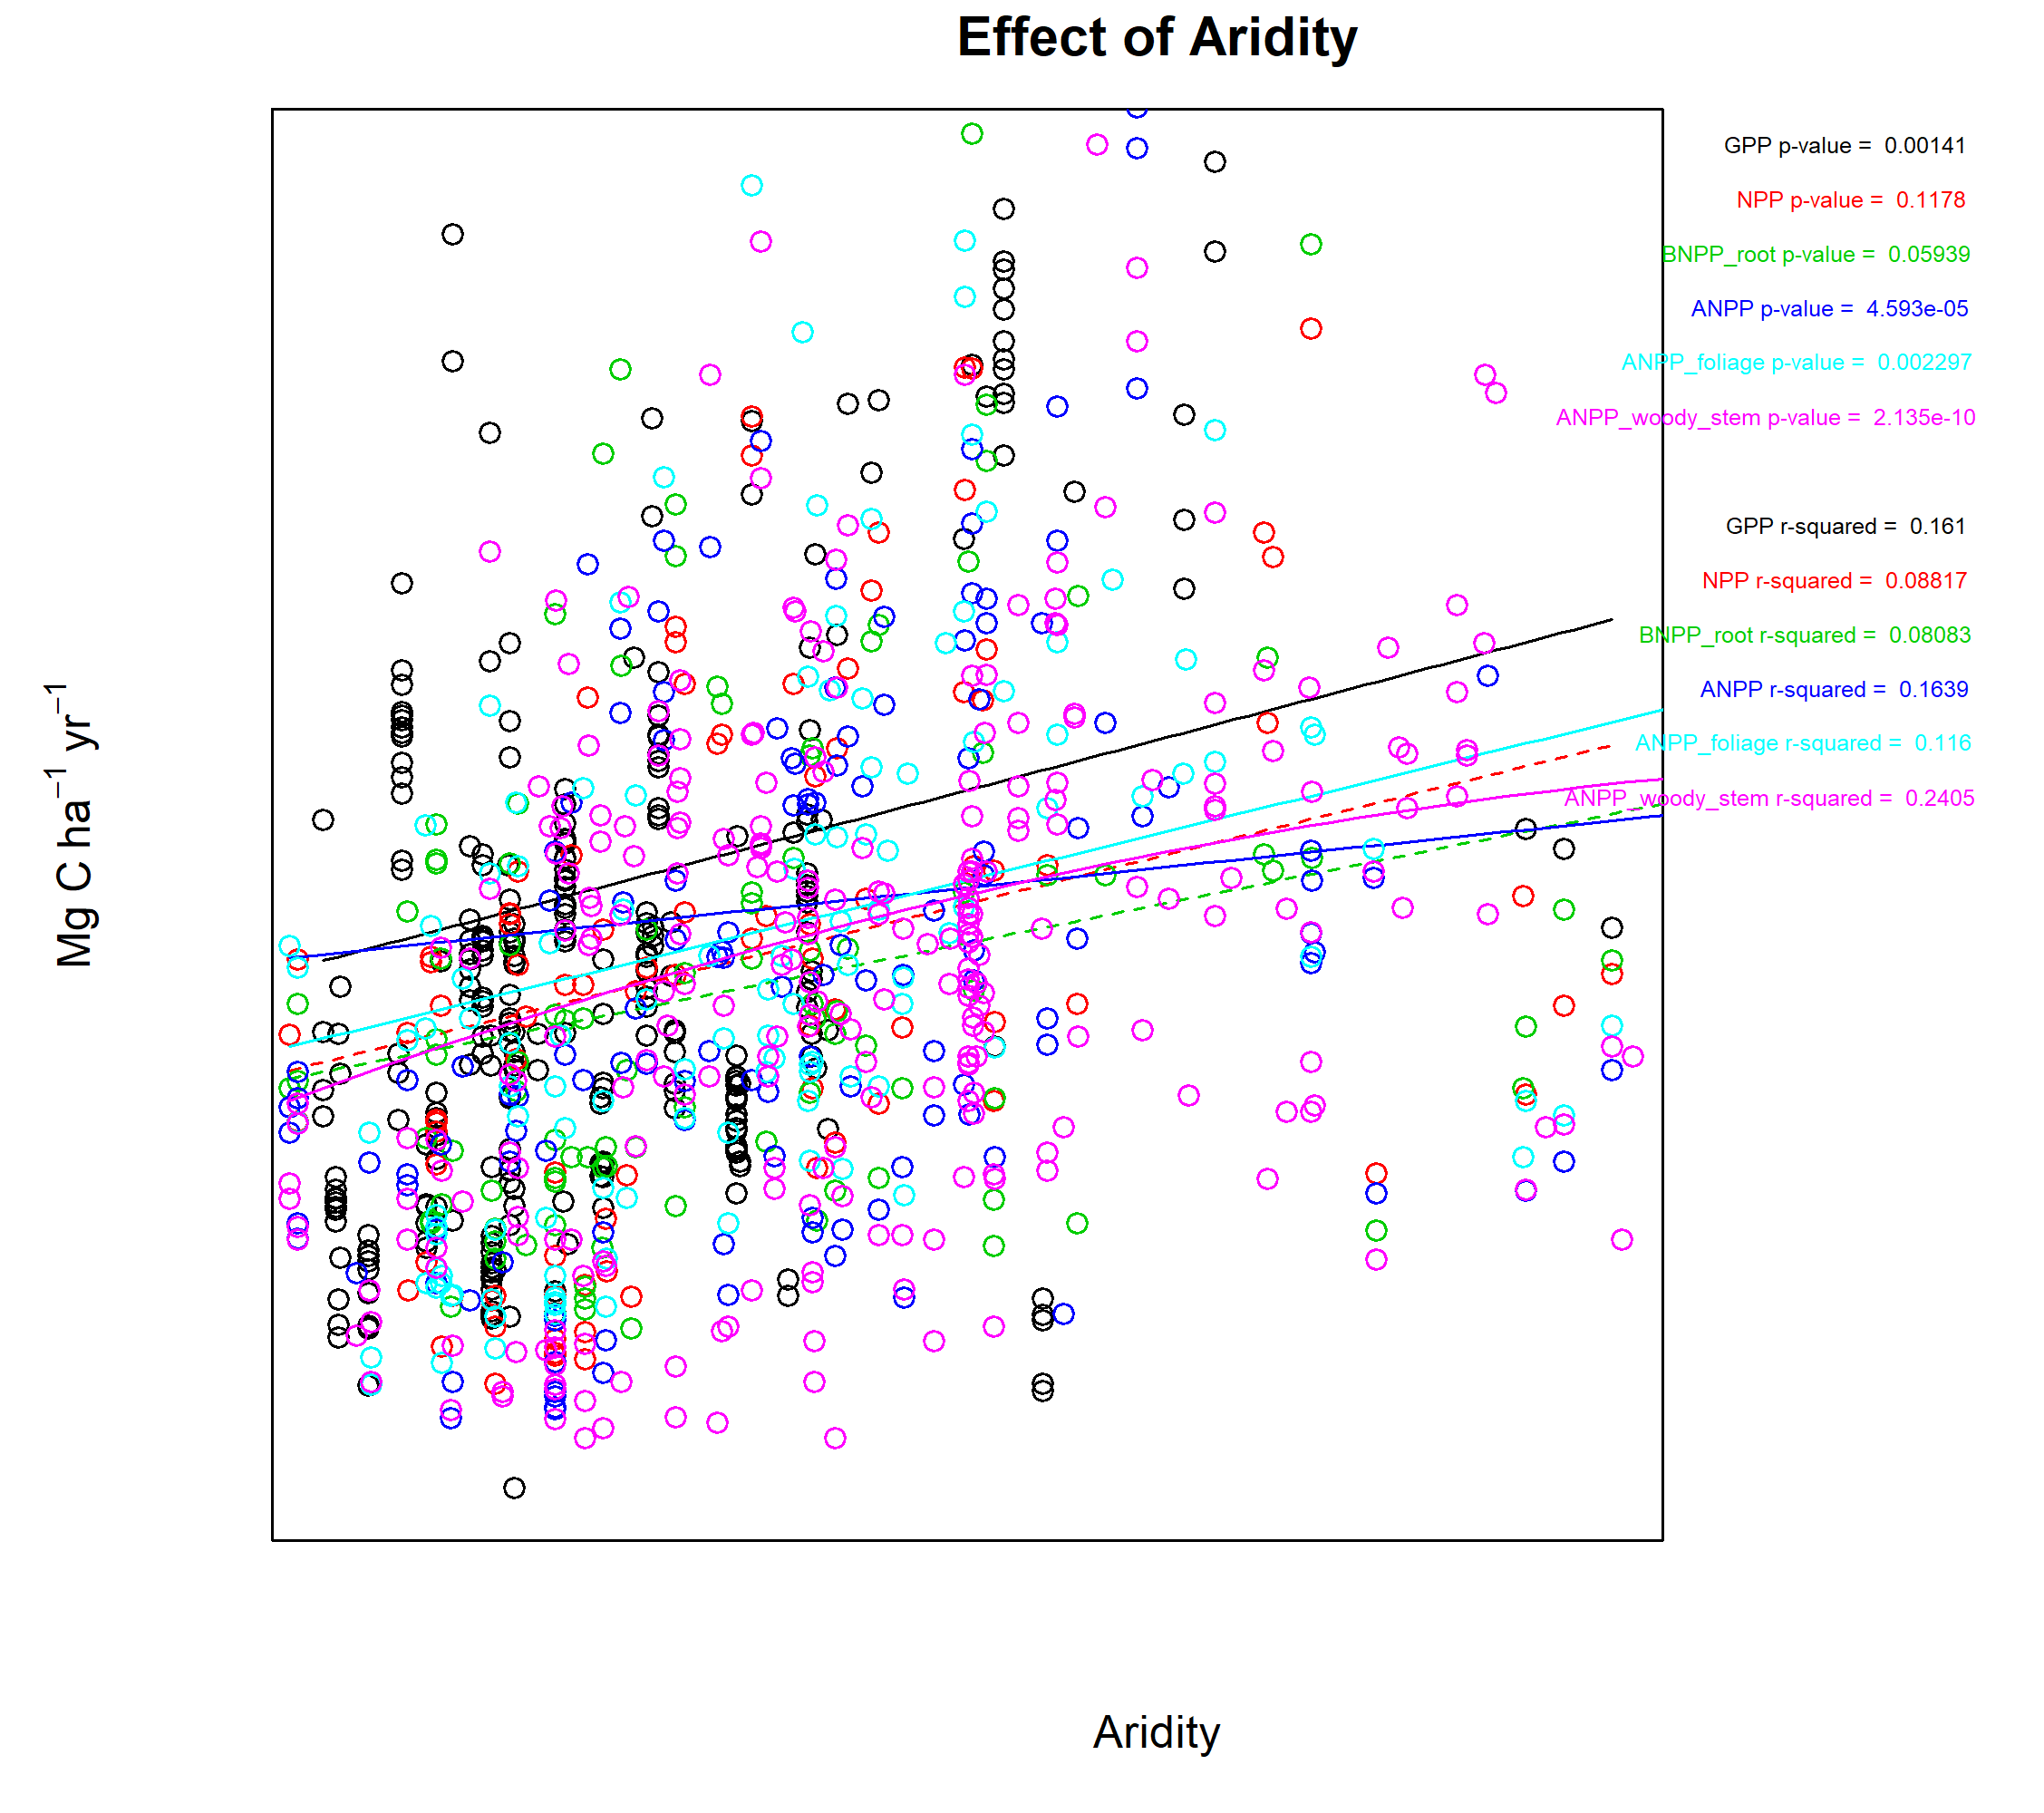 Effect of Aridity
GPP p-value = 0.00141
NPP p-value = 0.1178
BNPP_root p-value = 0.05939
ANPP p-value = 4.593e-05
ANPP_foliage p-value = 0.002297
ANPP_woody_stem p-value = 2.135e-10
GPP r-squared = 0.161
NPP r-squared = 0.08817
BNPP_root r-squared = 0.08083
ANPP r-squared = 0.1639
ANPP_foliage r-squared = 0.116
ANPP_woody_stem r-squared = 0.2405
Mg C ha⁻¹ yr⁻¹
Aridity